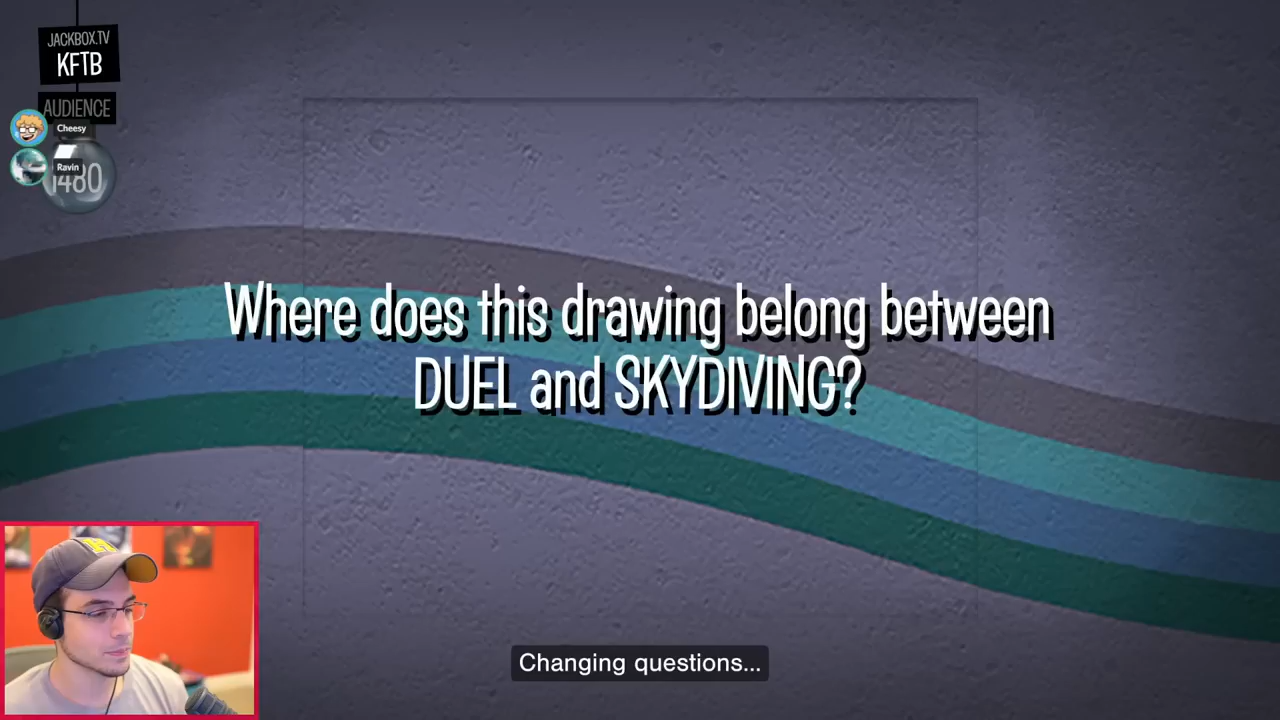 JACKBOX.TV
KFTB
AUDIENCE
Cheesy
Ravin
1480
Where does this drawing belong between
DUEL and SKYDIVING?
Changing questions...